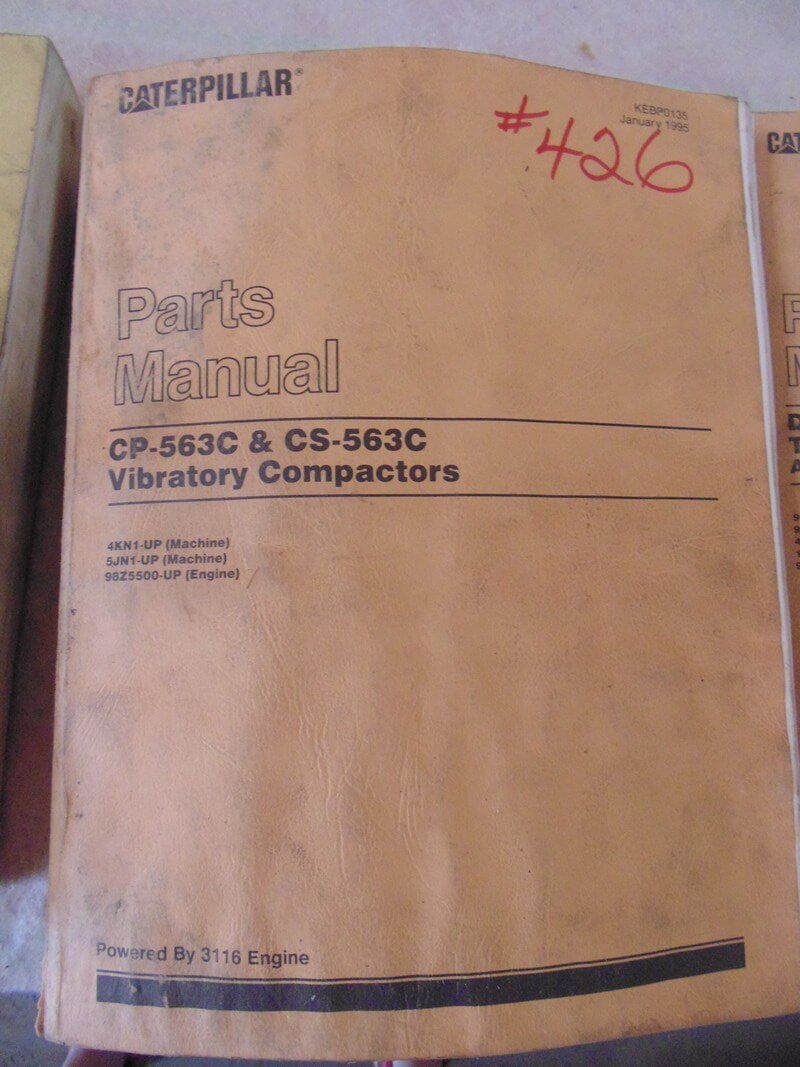 CATERPILLAR®
KEBP0135
January 1995
#426
Parts
Manual
CP-563C & CS-563C
Vibratory Compactors
4KN1-UP (Machine)
5JN1-UP (Machine)
98Z5500-UP (Engine)
Powered By 3116 Engine